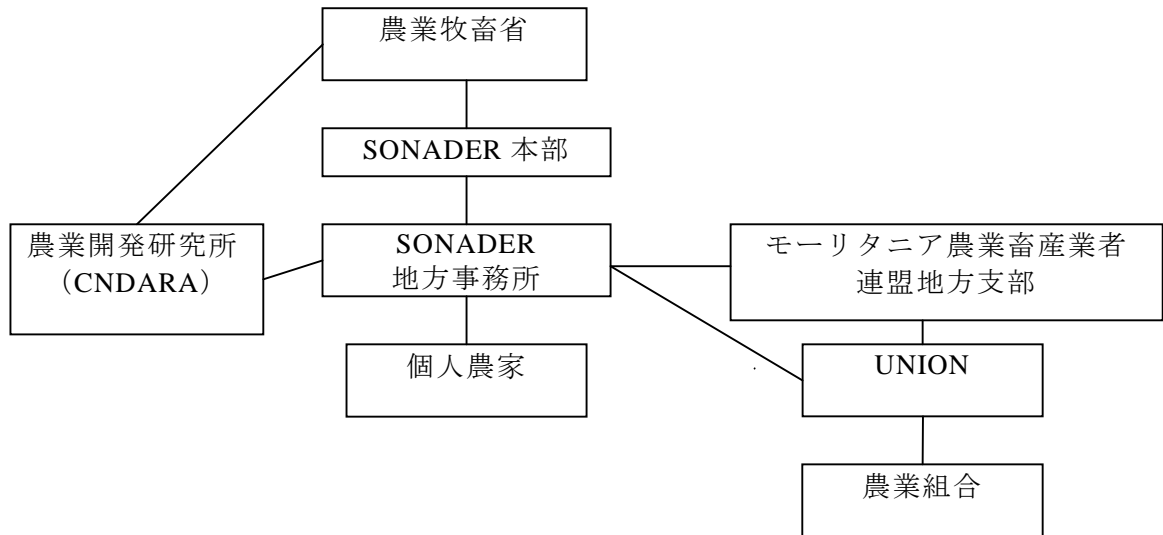 農業牧畜省
SONADER 本部
農業開発研究所
（CNDARA）
SONADER
地方事務所
モーリタニア農業畜産業者
連盟地方支部
個人農家
UNION
農業組合